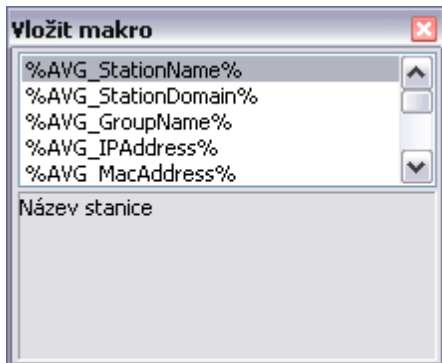 Vložit makro
%AVG_StationName%
%AVG_StationDomain%
%AVG_GroupName%
%AVG_IPAddress%
%AVG_MacAddress%
Název stanice